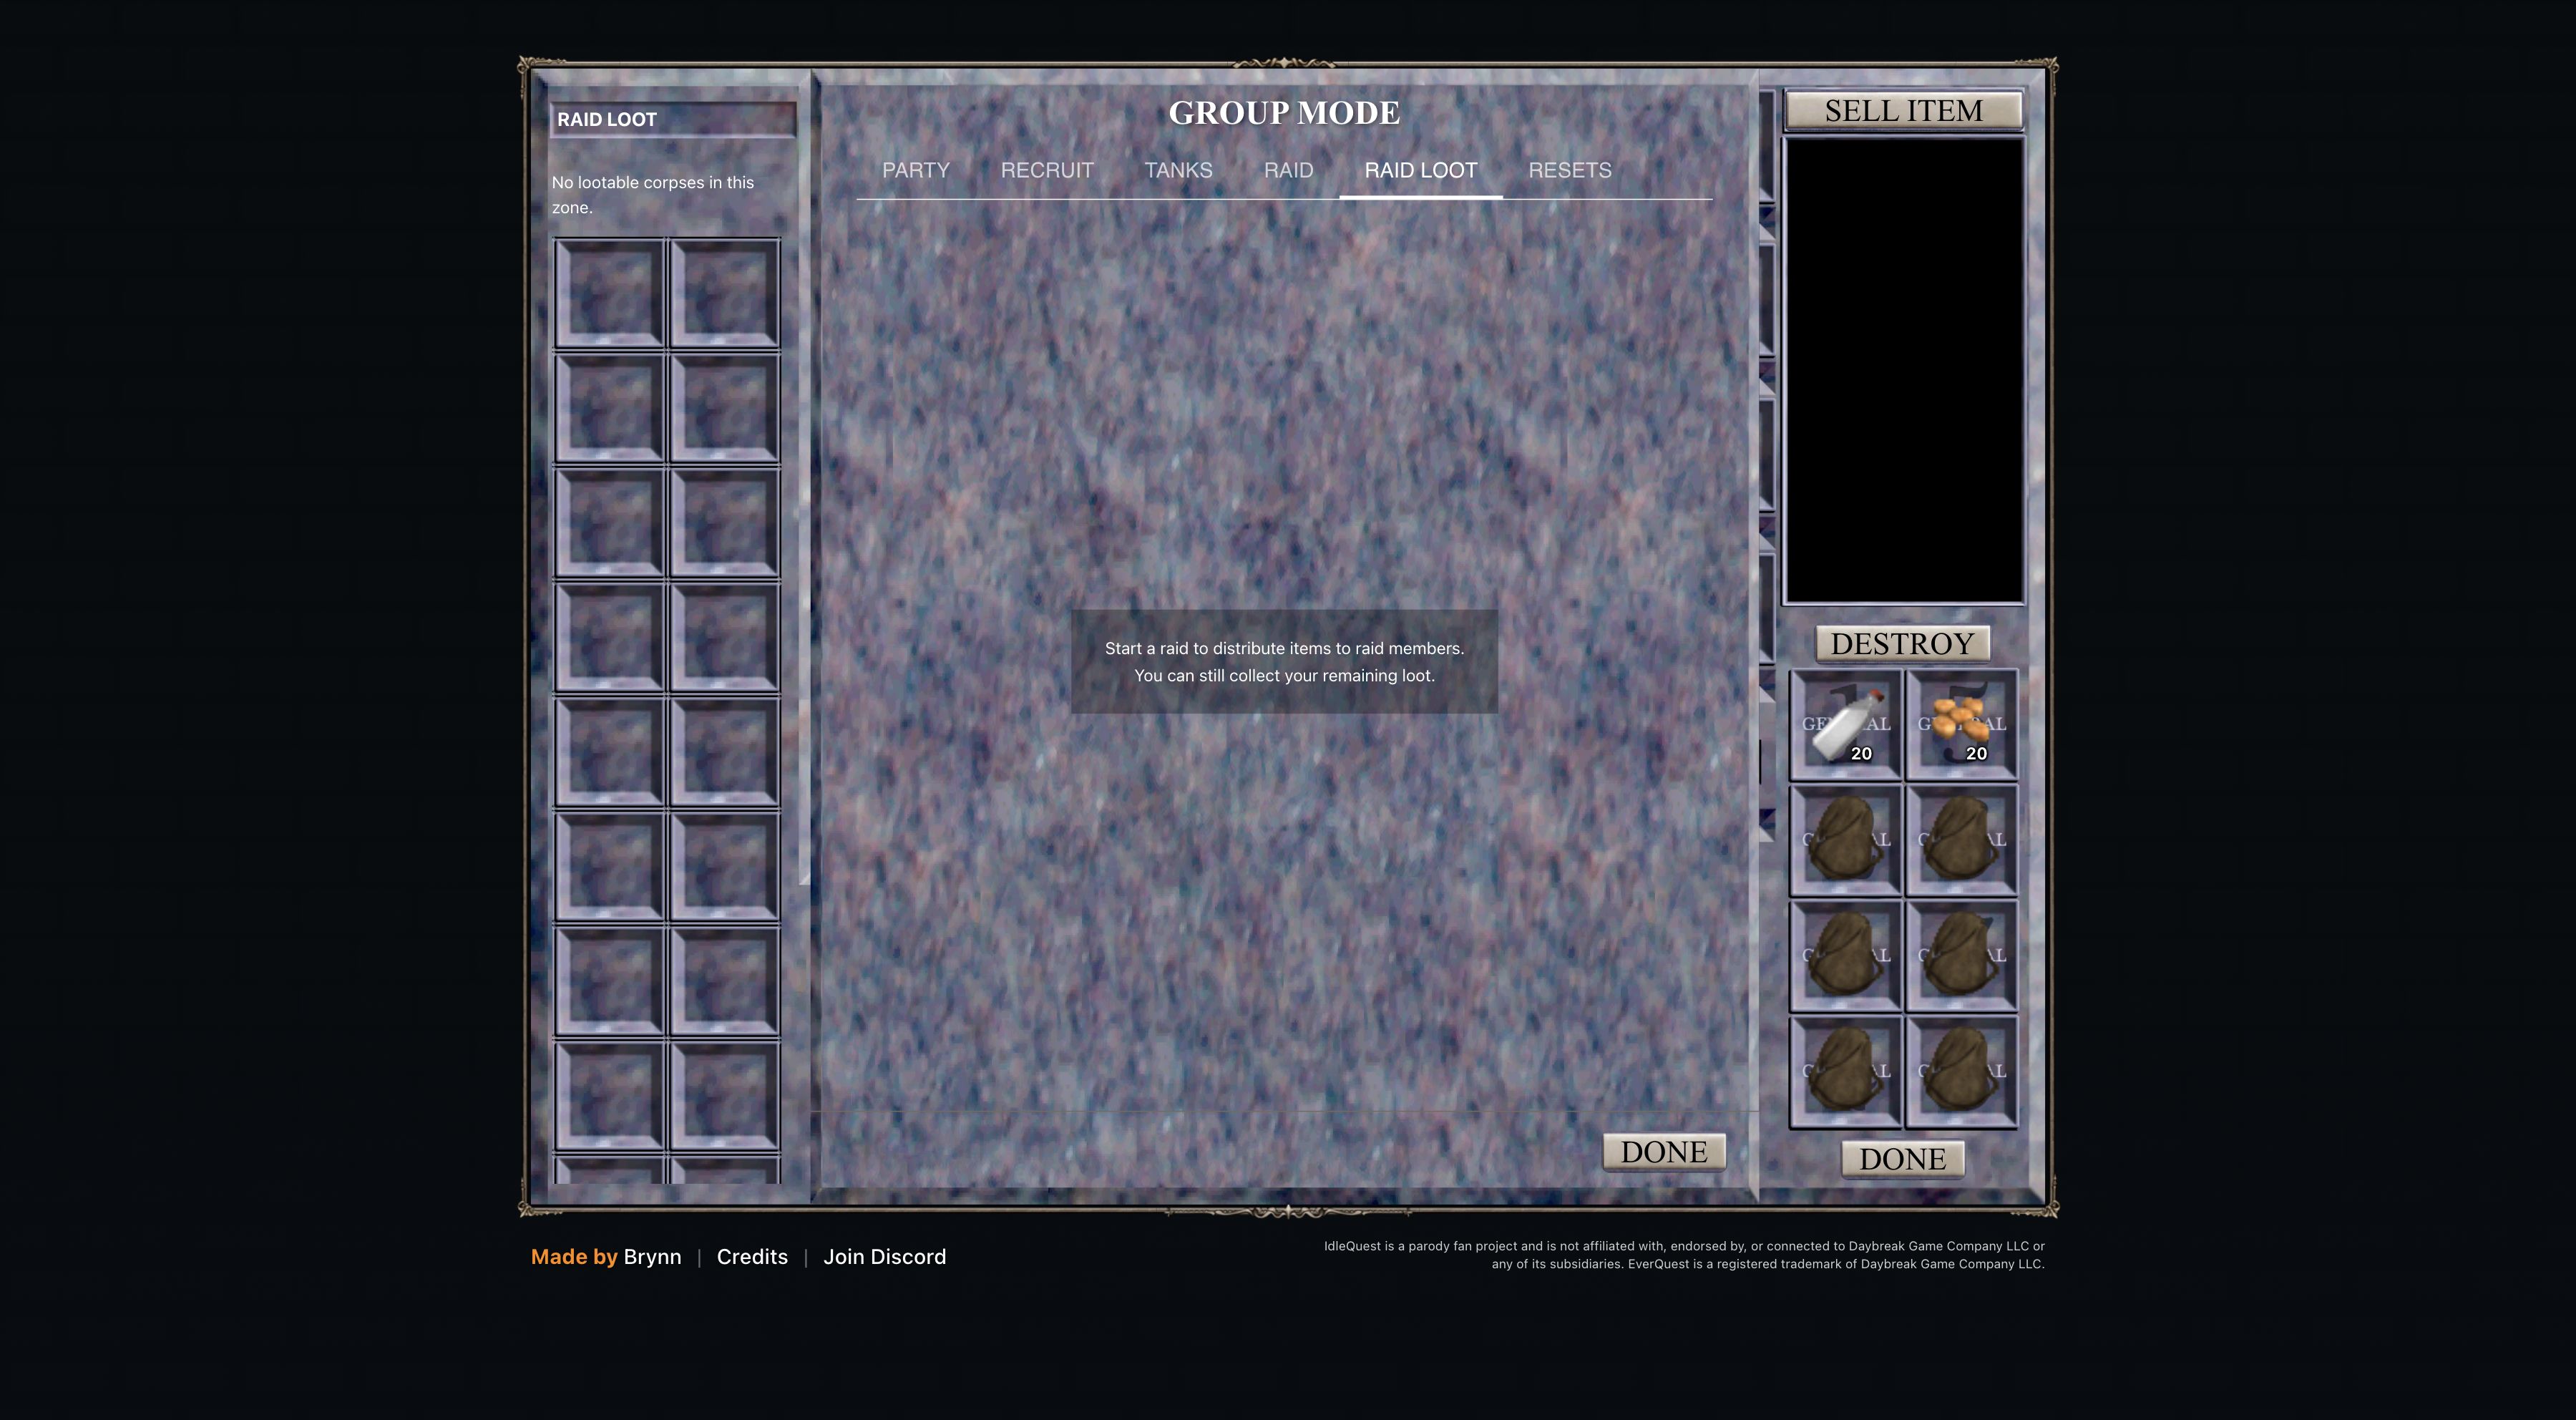 RAID LOOT
No lootable corpses in this
zone.
GROUP MODE
PARTY RECRUIT TANKS RAID RAID LOOT RESETS
Start a raid to distribute items to raid members.
You can still collect your remaining loot.
DONE
SELL ITEM
DESTROY
20 20
DONE
Made by Brynn | Credits | Join Discord
IdleQuest is a parody fan project and is not affiliated with, endorsed by, or connected to Daybreak Game Company LLC or
any of its subsidiaries. EverQuest is a registered trademark of Daybreak Game Company LLC.